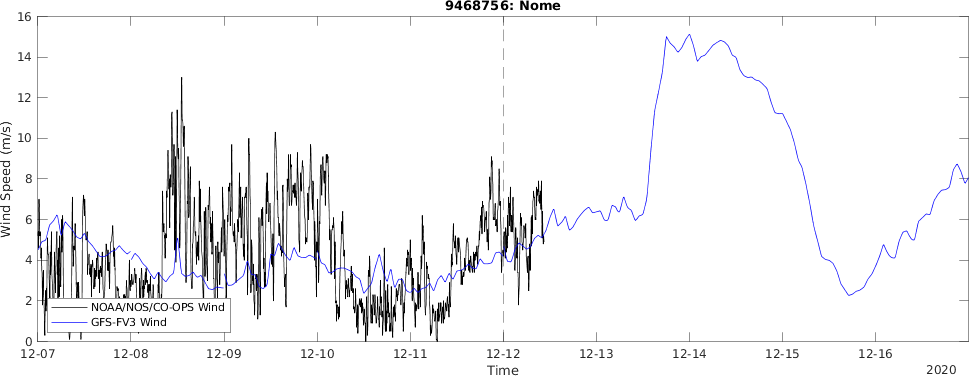 9468756: Nome
16
14
12
10
8
6
4
2
0
Wind Speed (m/s)
NOAA/NOS/CO-OPS Wind
GFS-FV3 Wind
12-07 12-08 12-09 12-10 12-11 12-12 12-13 12-14 12-15 12-16
Time
2020